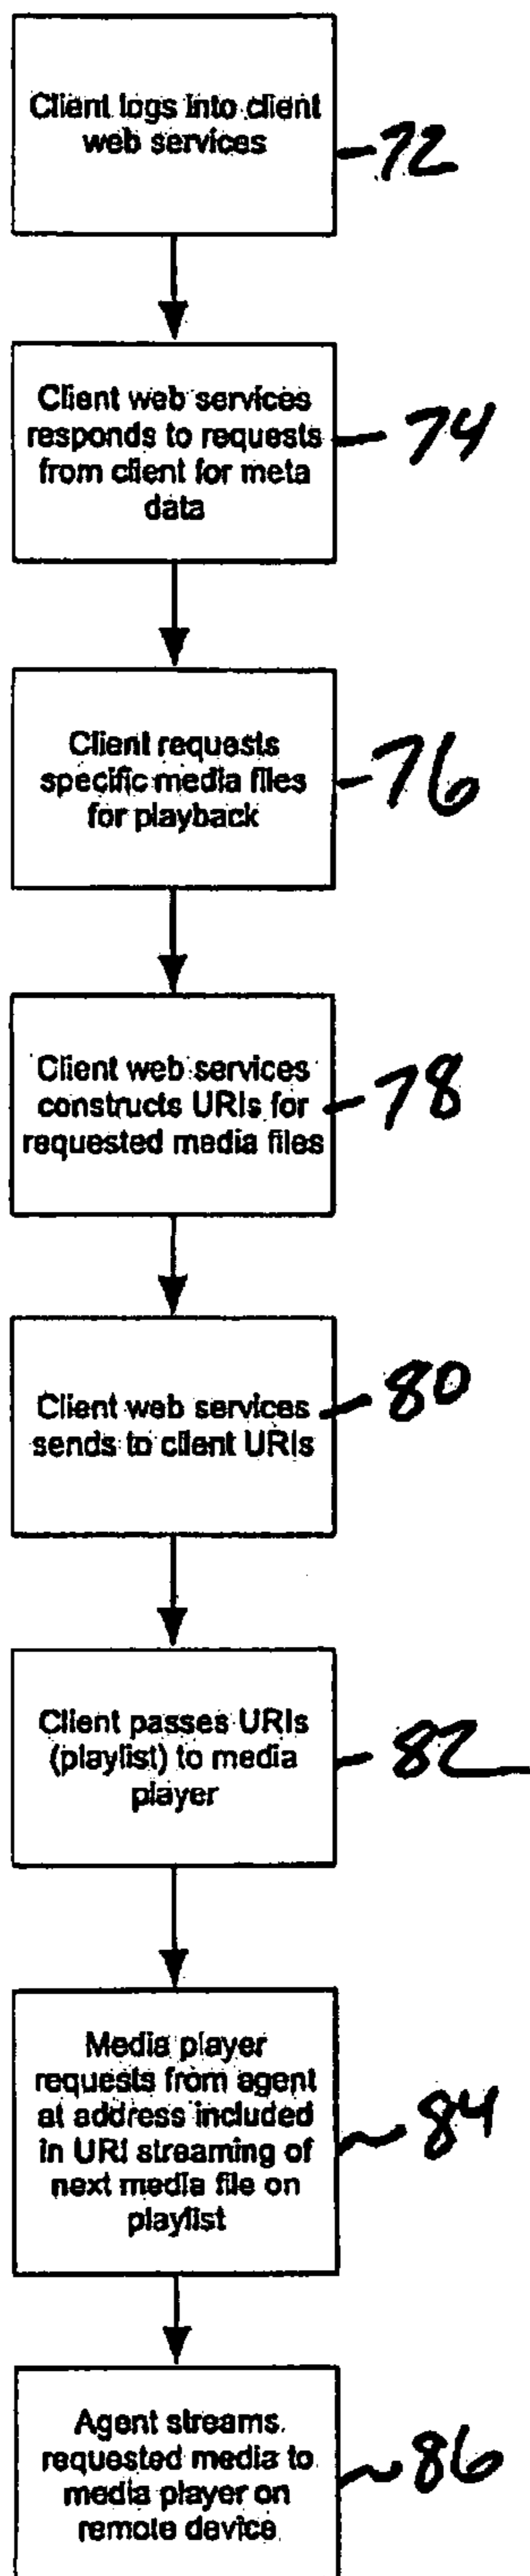 Client logs into client
web services
72
Client web services
responds to requests
from client for meta
data
74
Client requests
specific media files
for playback
76
Client web services
constructs URIs for
requested media files
78
Client web services
sends to client URIs
80
Client passes URIs
(playlist) to media
player
82
Media player
requests from agent
at address included
in URI streaming of
next media file on
playlist
84
Agent streams
requested media to
media player on
remote device
86